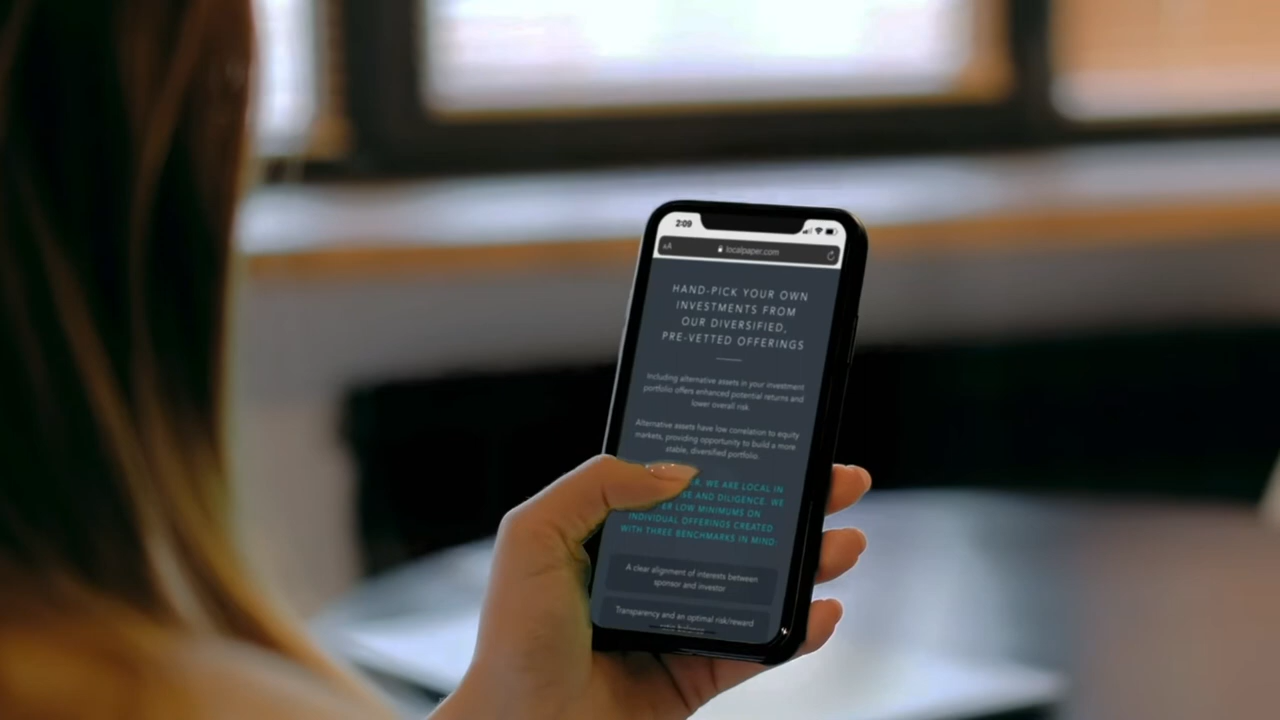 2:09
AA localpaper.com
HAND-PICK YOUR OWN
INVESTMENTS FROM
OUR DIVERSIFIED,
PRE-VETTED OFFERINGS
Including alternative assets in your investment
portfolio offers enhanced potential returns and
lower overall risk.
Alternative assets have low correlation to equity
markets, providing opportunity to build a more
stable, diversified portfolio.
WE ARE LOCAL IN
AND DILIGENCE. WE
LOW MINIMUMS ON
INDIVIDUAL OFFERINGS CREATED
WITH THREE BENCHMARKS IN MIND-
A clear alignment of interests between
sponsor and investor
Transparency and an optimal risk/reward